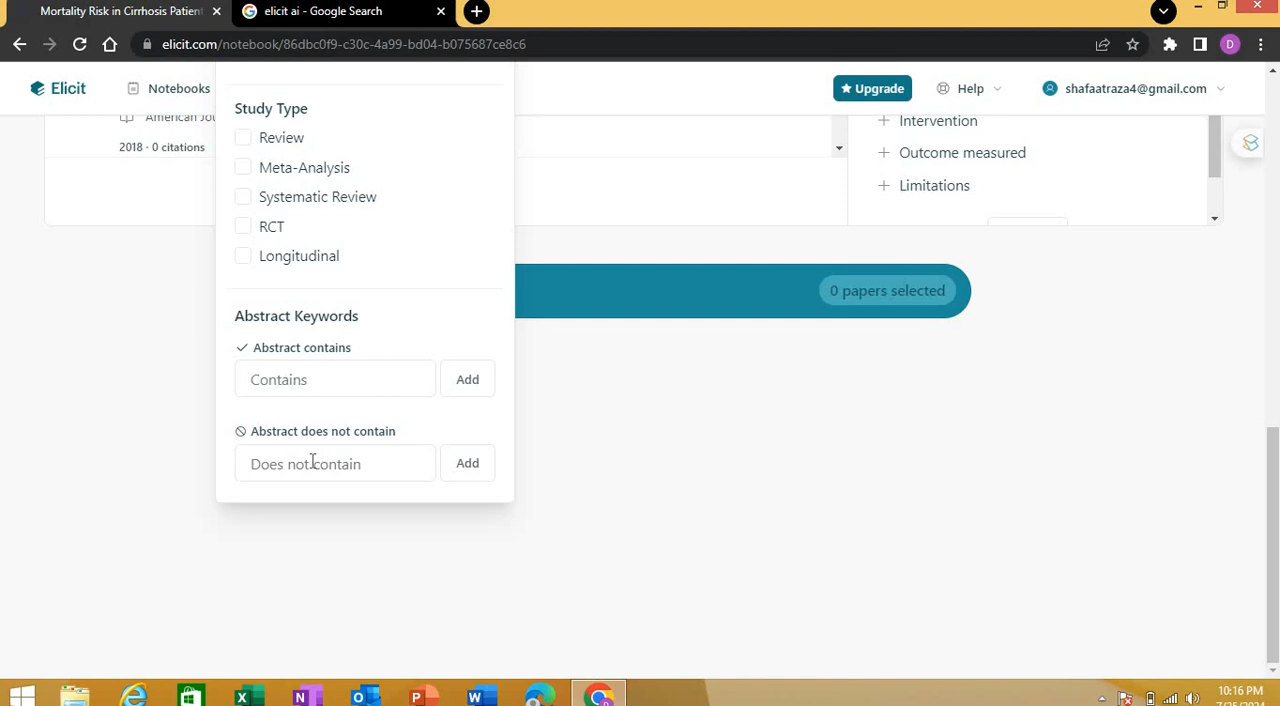 Mortality Risk in Cirrhosis Patient
elicit ai - Google Search
elicit.com/notebook/86dbc0f9-c30c-4a99-bd04-b075687ce8c6
D
Elicit
Notebooks
Upgrade
Help
shafaatraza4@gmail.com
American Jou
2018 · 0 citations
Study Type
Review
Meta-Analysis
Systematic Review
RCT
Longitudinal
Abstract Keywords
Abstract contains
Contains
Add
Abstract does not contain
Does not contain
Add
Intervention
Outcome measured
Limitations
0 papers selected
10:16 PM